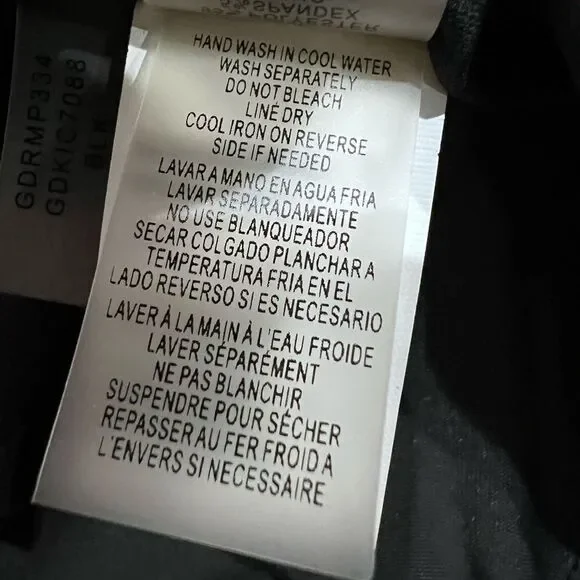 5% SPANDEX
95% POLYESTER
HAND WASH IN COOL WATER
WASH SEPARATELY
DO NOT BLEACH
LINE DRY
COOL IRON ON REVERSE
SIDE IF NEEDED
LAVAR A MANO EN AGUA FRIA
LAVAR SEPARADAMENTE
NO USE BLANQUEADOR
SECAR COLGADO PLANCHAR A
TEMPERATURA FRIA EN EL
LADO REVERSO SI ES NECESARIO
LAVER À LA MAIN À L'EAU FROIDE
LAVER SÉPARÉMENT
NE PAS BLANCHIR
SUSPENDRE POUR SÉCHER
REPASSER AU FER FROID A
L'ENVERS SI NECESSAIRE
GDRMP334
GDKIC7088